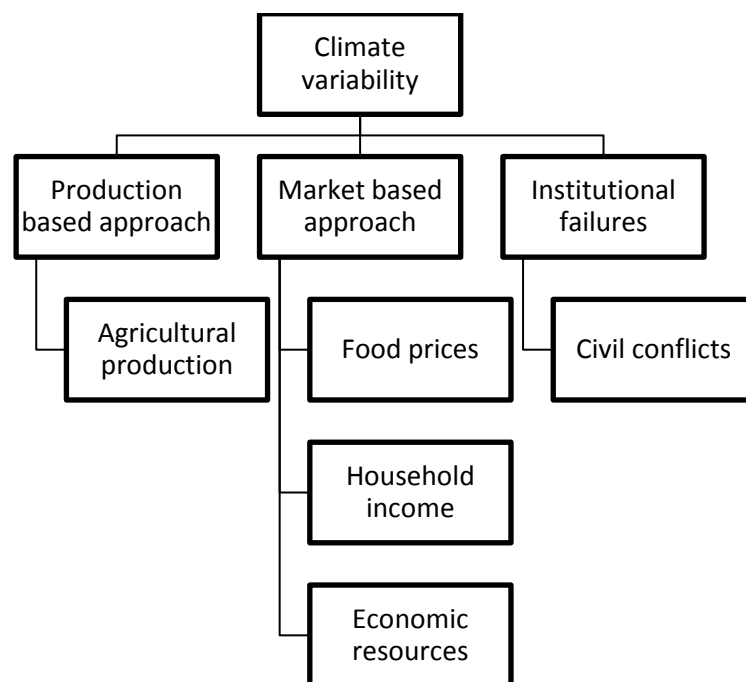 Climate
variability
Production
based approach
Market based
approach
Institutional
failures
Agricultural
production
Food prices
Civil conflicts
Household
income
Economic
resources